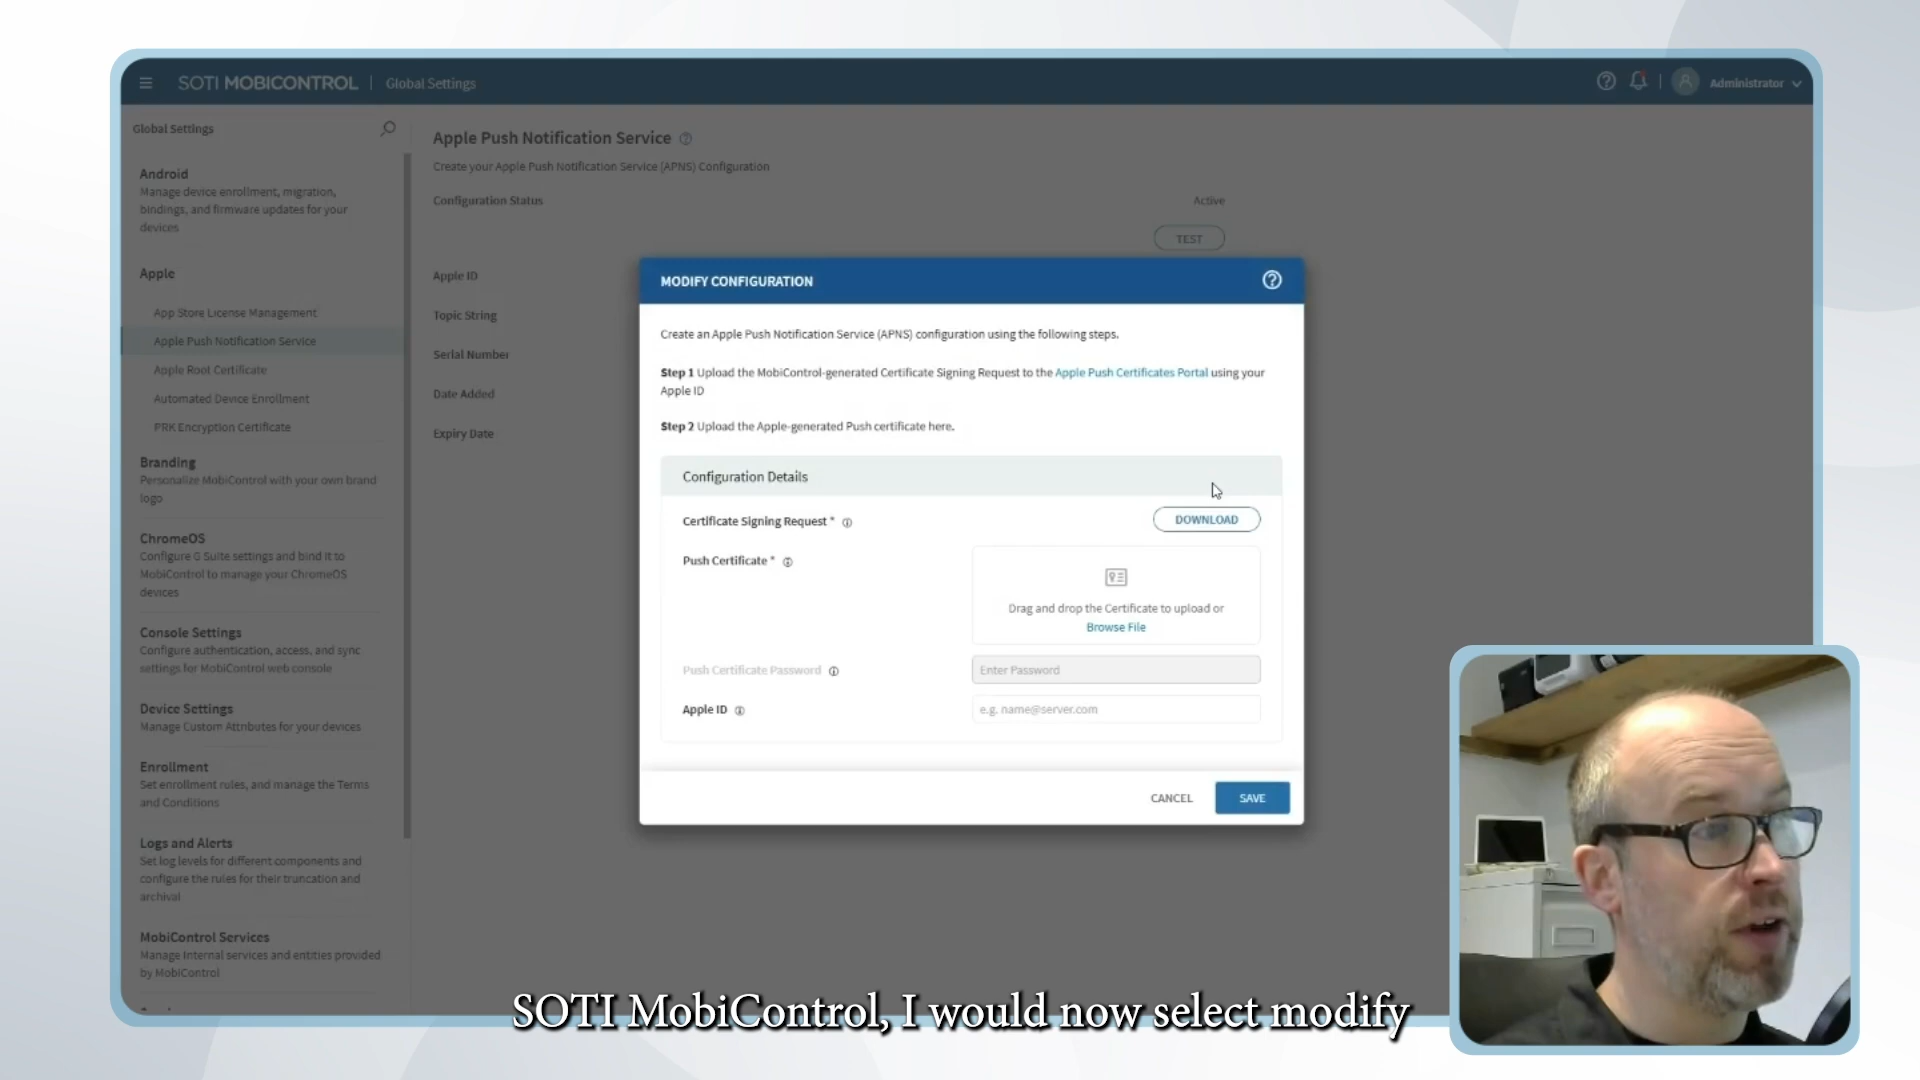 SOTI MOBICONTROL | Global Settings
Administrator
Global Settings
Android
Manage device enrollment, migration,
bindings, and firmware updates for your
devices
Apple
App Store License Management
Apple Push Notification Service
Apple Root Certificate
Automated Device Enrollment
PRK Encryption Certificate
Branding
Personalize MobiControl with your own brand
logo
ChromeOS
Configure G Suite settings and bind it to
MobiControl to manage your ChromeOS
devices
Console Settings
Configure authentication, access, and sync
settings for MobiControl web console
Device Settings
Manage Custom Attributes for your devices
Enrollment
Set enrollment rules, and manage the Terms
and Conditions
Logs and Alerts
Set log levels for different components and
configure the rules for their truncation and
archival
MobiControl Services
Manage Internal services and entities provided
by MobiControl
Apple Push Notification Service
Create your Apple Push Notification Service (APNS) Configuration
Configuration Status Active
TEST
Apple ID
Topic String
Serial Number
Date Added
Expiry Date
MODIFY CONFIGURATION
Create an Apple Push Notification Service (APNS) configuration using the following steps.
Step 1 Upload the MobiControl-generated Certificate Signing Request to the Apple Push Certificates Portal using your
Apple ID
Step 2 Upload the Apple-generated Push certificate here.
Configuration Details
Certificate Signing Request * DOWNLOAD
Push Certificate *
Drag and drop the Certificate to upload or
Browse File
Push Certificate Password Enter Password
Apple ID e.g. name@server.com
CANCEL SAVE
SOTI MobiControl, I would now select modify